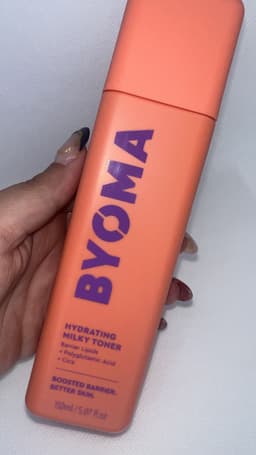 BYOMA
HYDRATING
MILKY TONER
Barrier Lipids
+ Polyglutamic Acid
+ Cica
BOOSTED BARRIER.
BETTER SKIN.
150ml / 5.07 fl oz